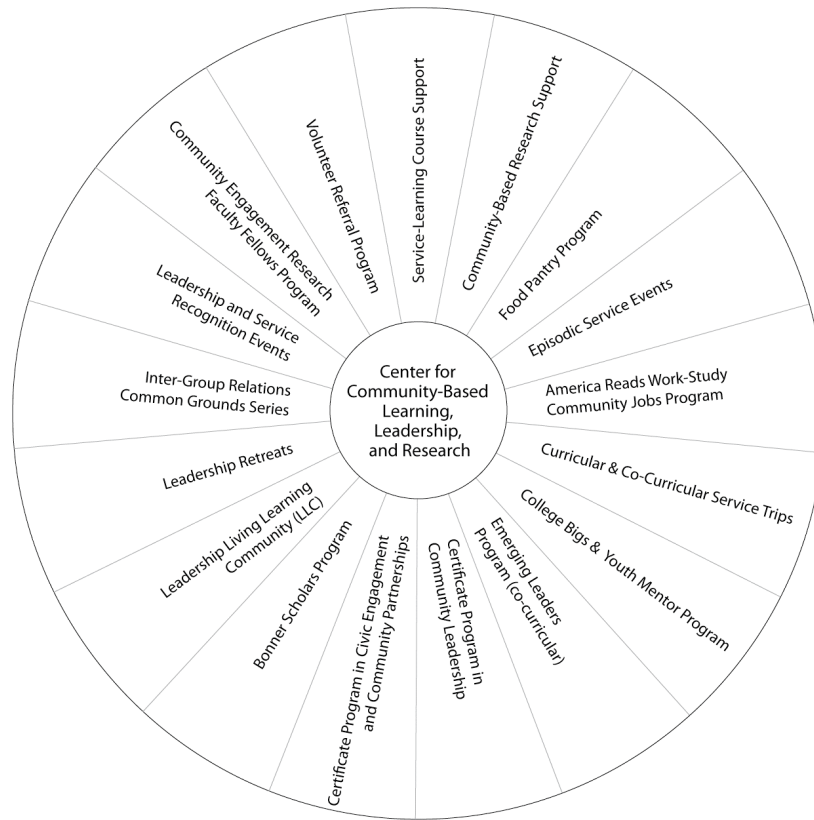 Center for
Community-Based
Learning,
Leadership,
and Research
Service-Learning Course Support
Community-Based Research Support
Food Pantry Program
Episodic Service Events
America Reads Work-Study
Community Jobs Program
Curricular & Co-Curricular Service Trips
College Bigs & Youth Mentor Program
Emerging Leaders
Program (co-curricular)
Certificate Program in
Community Leadership
Certificate Program in Civic Engagement
and Community Partnerships
Bonner Scholars Program
Leadership Living Learning
Community (LLC)
Leadership Retreats
Inter-Group Relations
Common Grounds Series
Leadership and Service
Recognition Events
Community Engagement Research
Faculty Fellows Program
Volunteer Referral Program